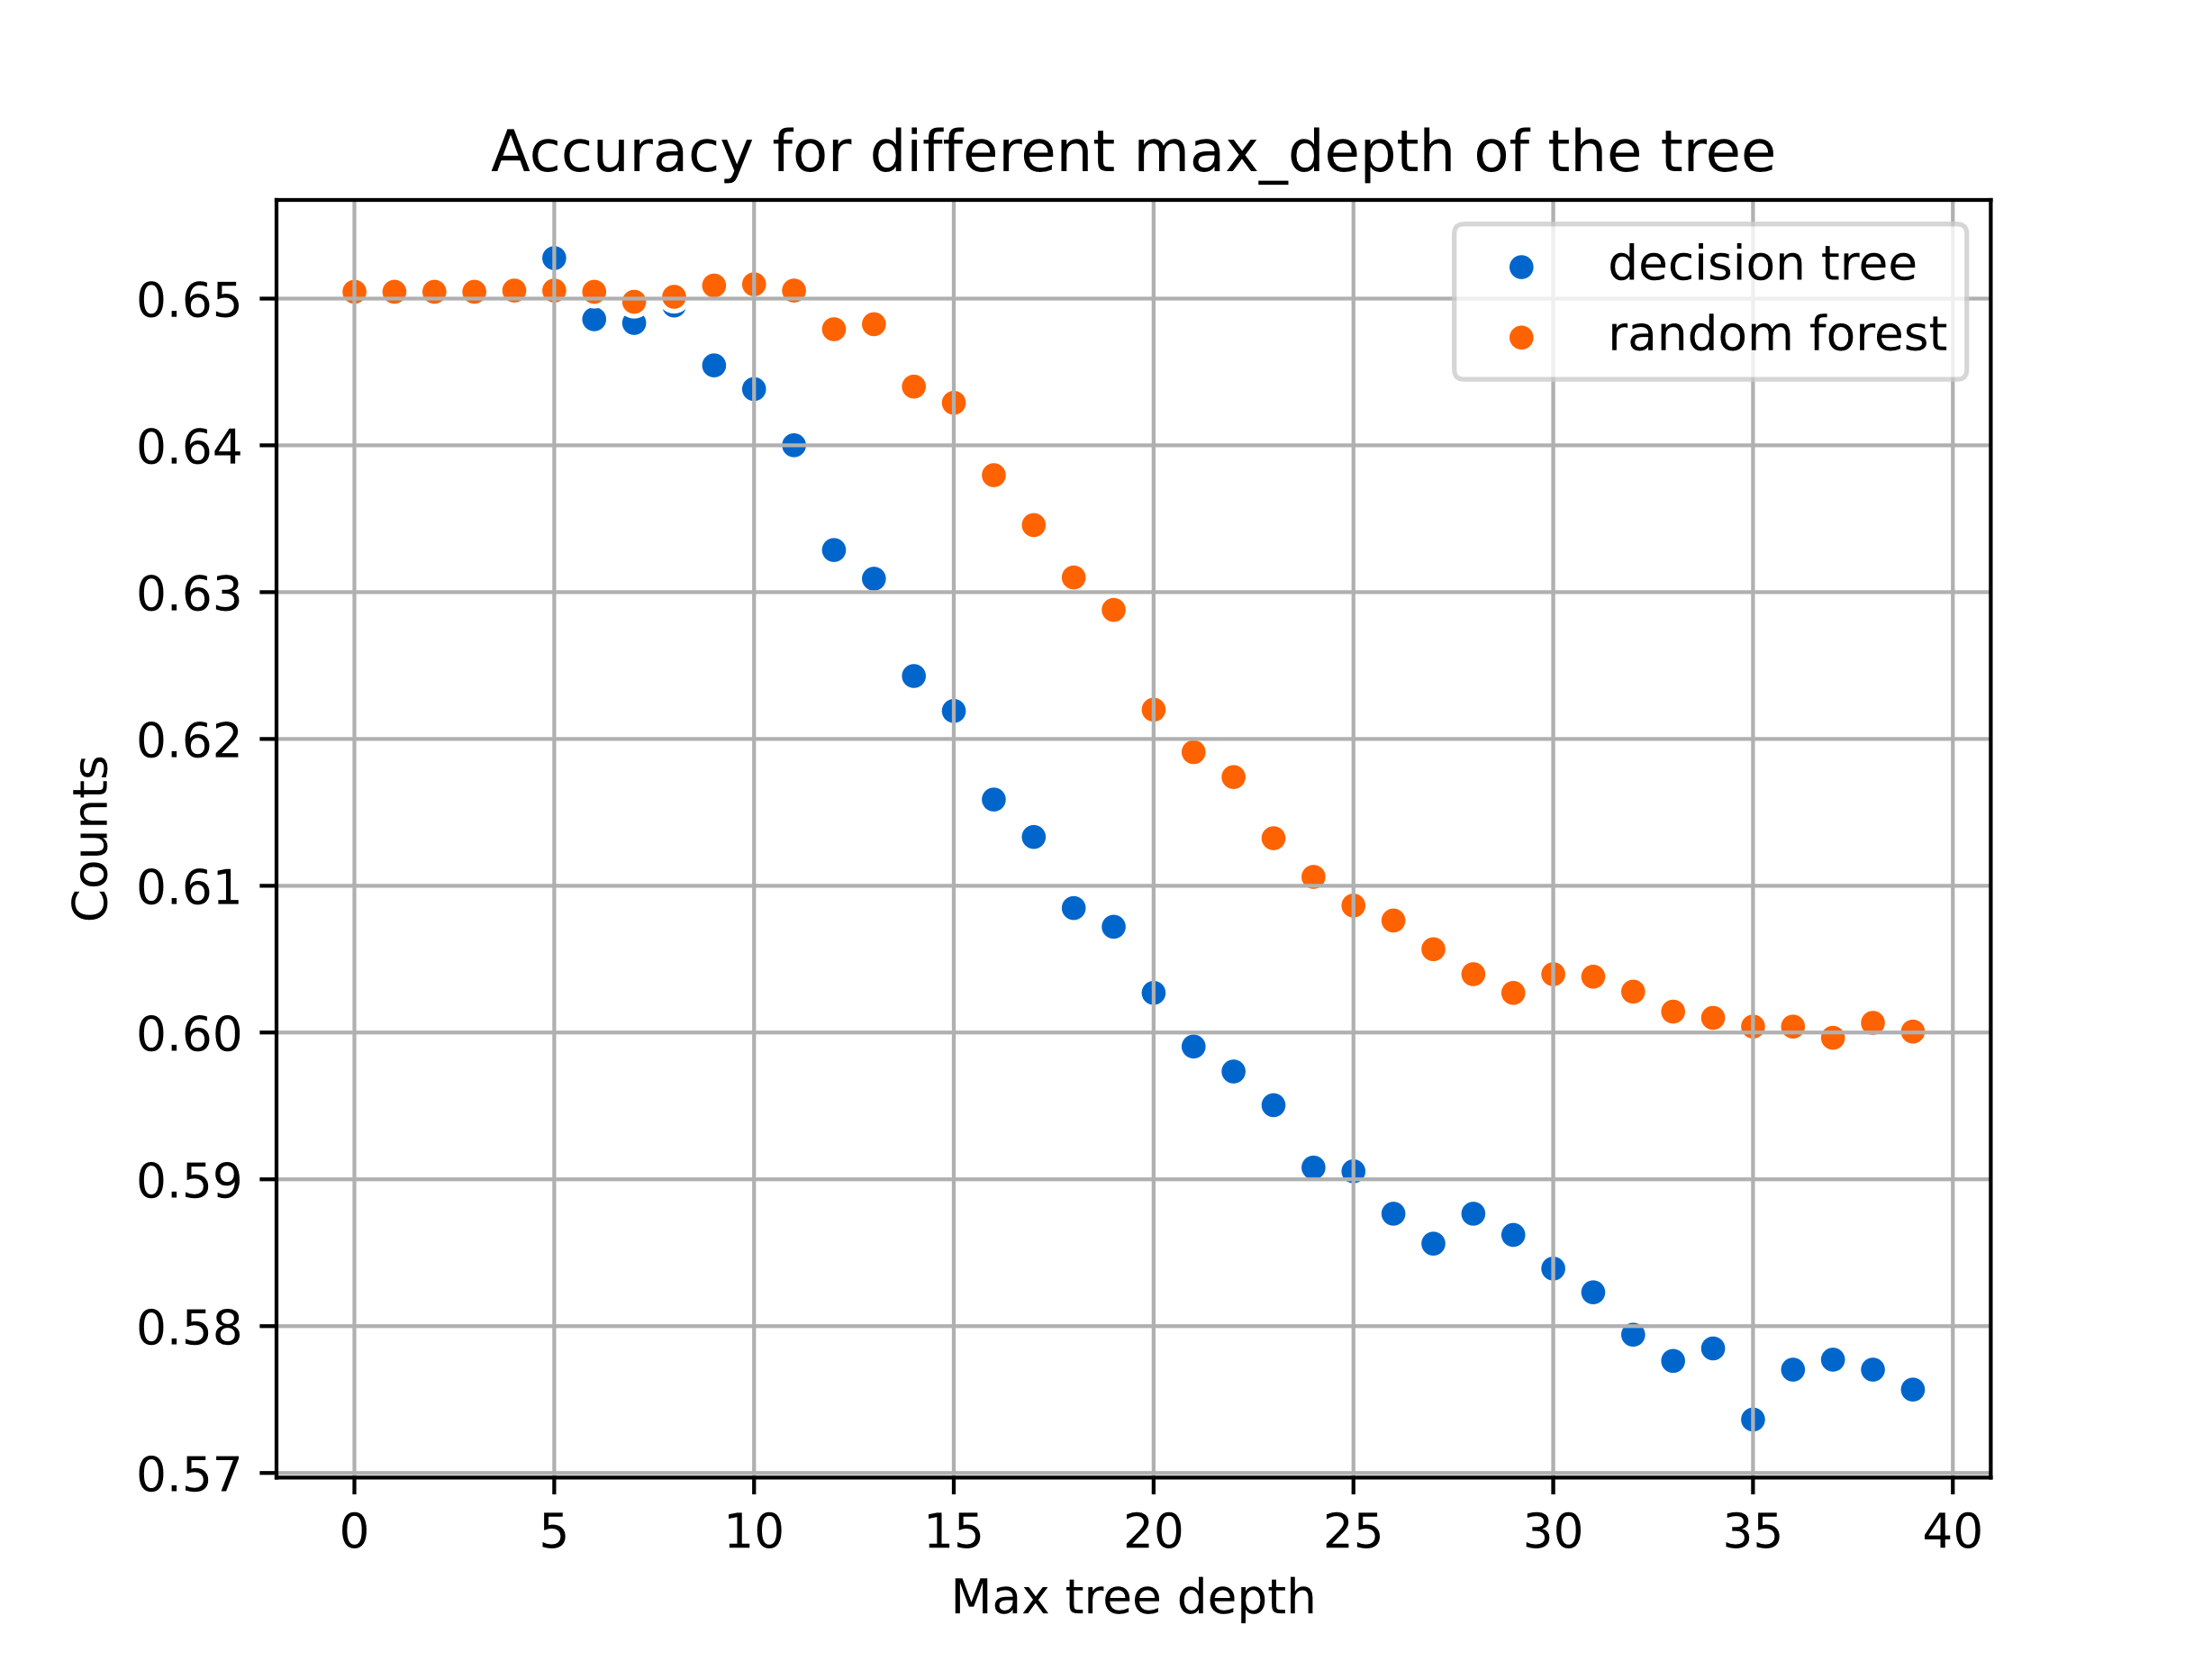 Accuracy for different max_depth of the tree
decision tree
random forest
0.65
0.64
0.63
0.62
0.61
0.60
0.59
0.58
0.57
Counts
0 5 10 15 20 25 30 35 40
Max tree depth